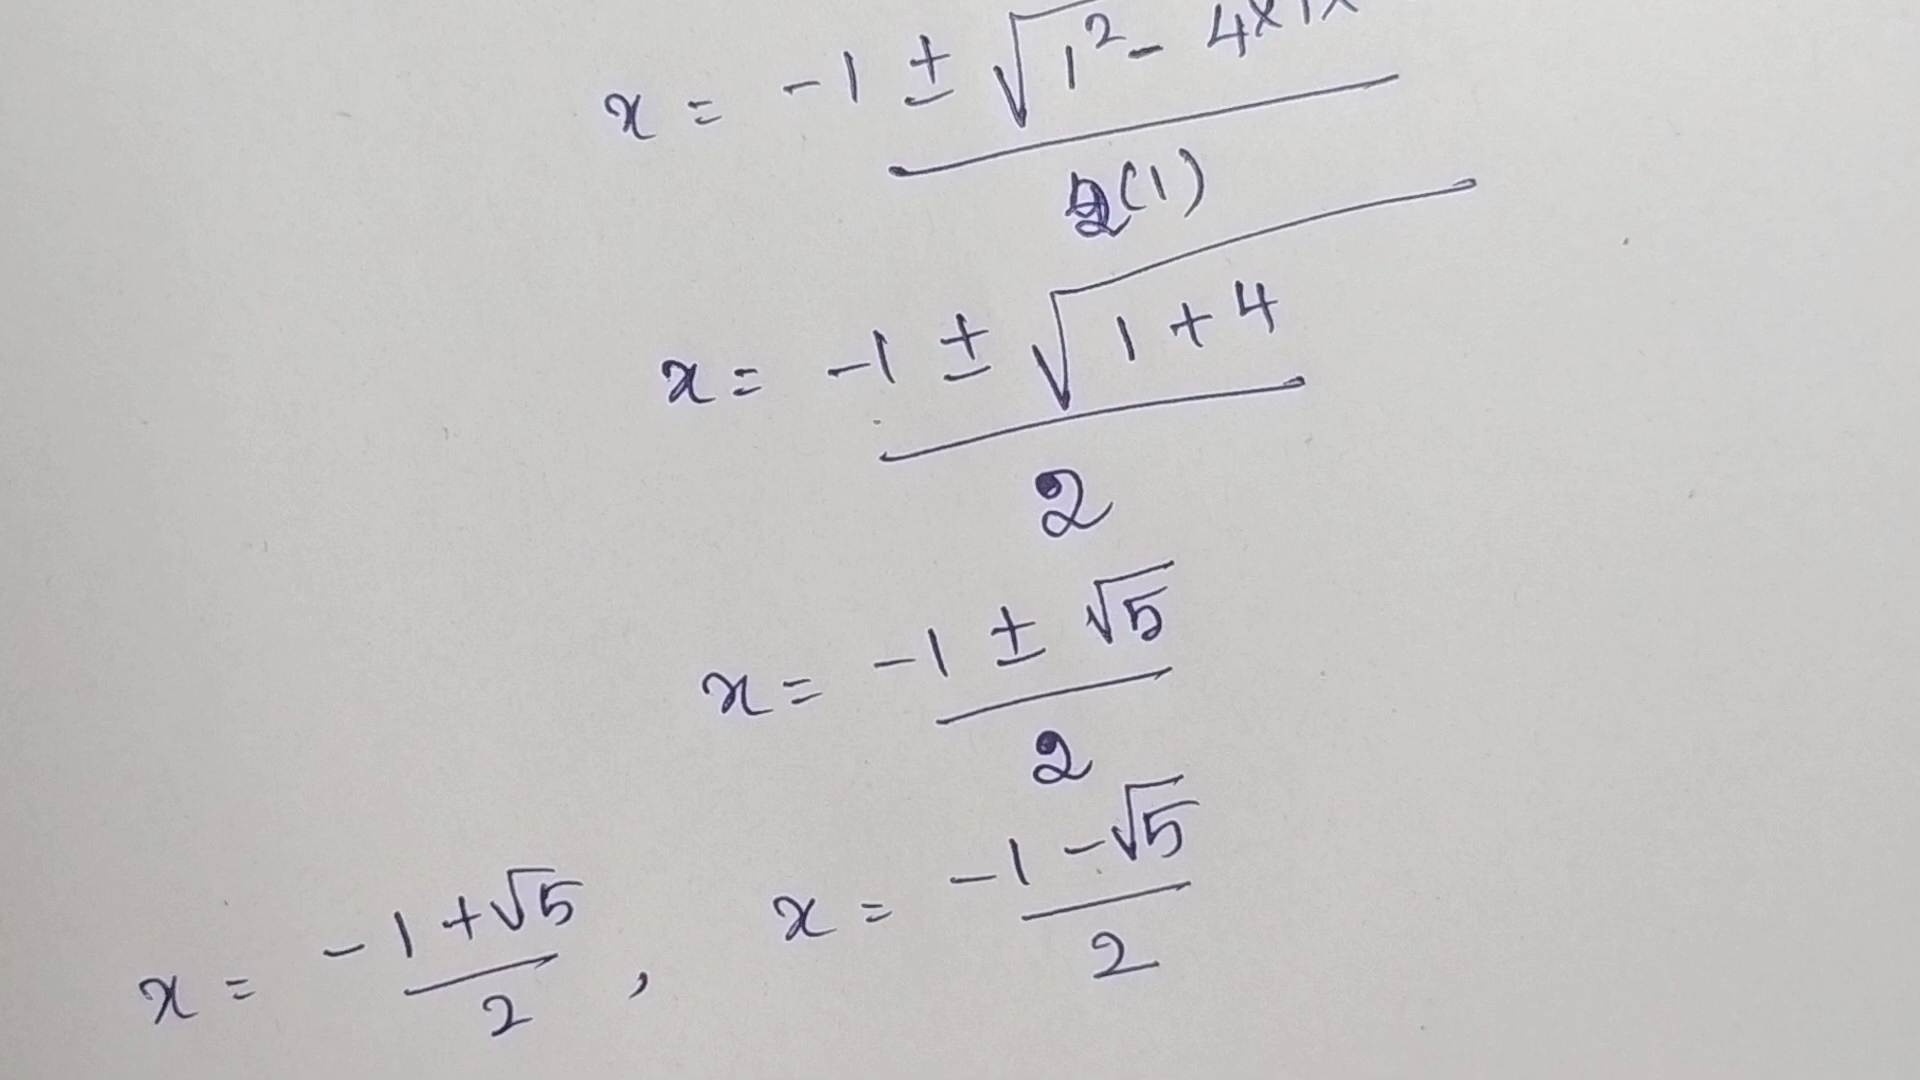 x = -1 ± √1² - 4×1×
2(1)
x = -1 ± √1 + 4
2
x = -1 ± √5
2
x = -1 + √5 / 2 , x = -1 - √5 / 2